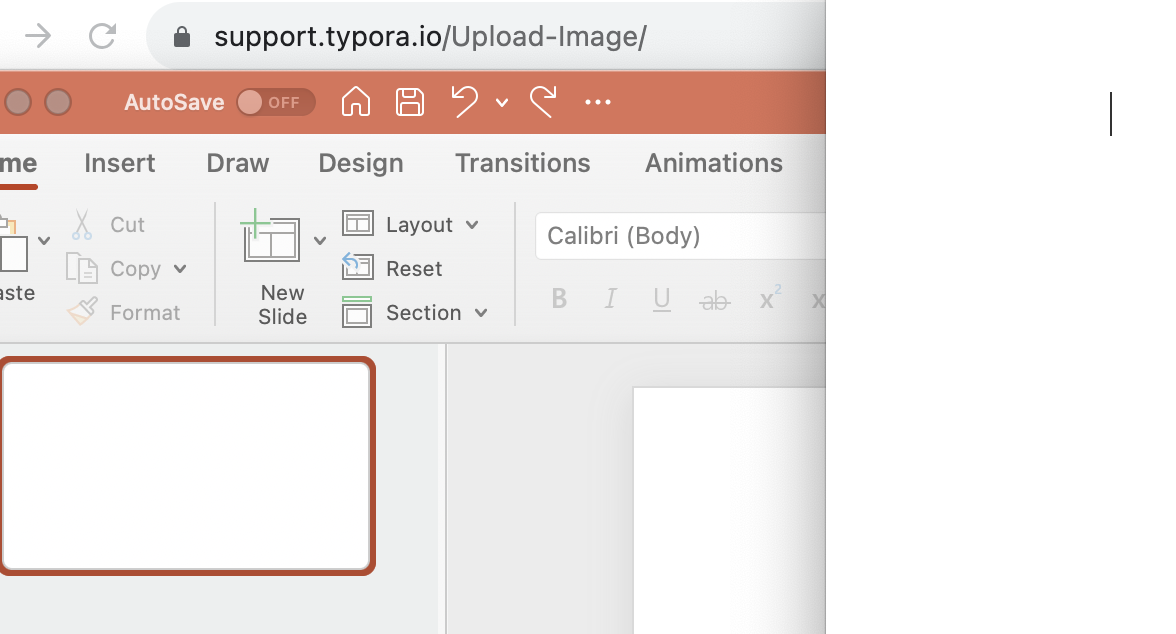 support.typora.io/Upload-Image/
AutoSave OFF
me Insert Draw Design Transitions Animations
Cut
Copy
Format
aste
New
Slide
Layout
Reset
Section
Calibri (Body)
B I U ab x² x